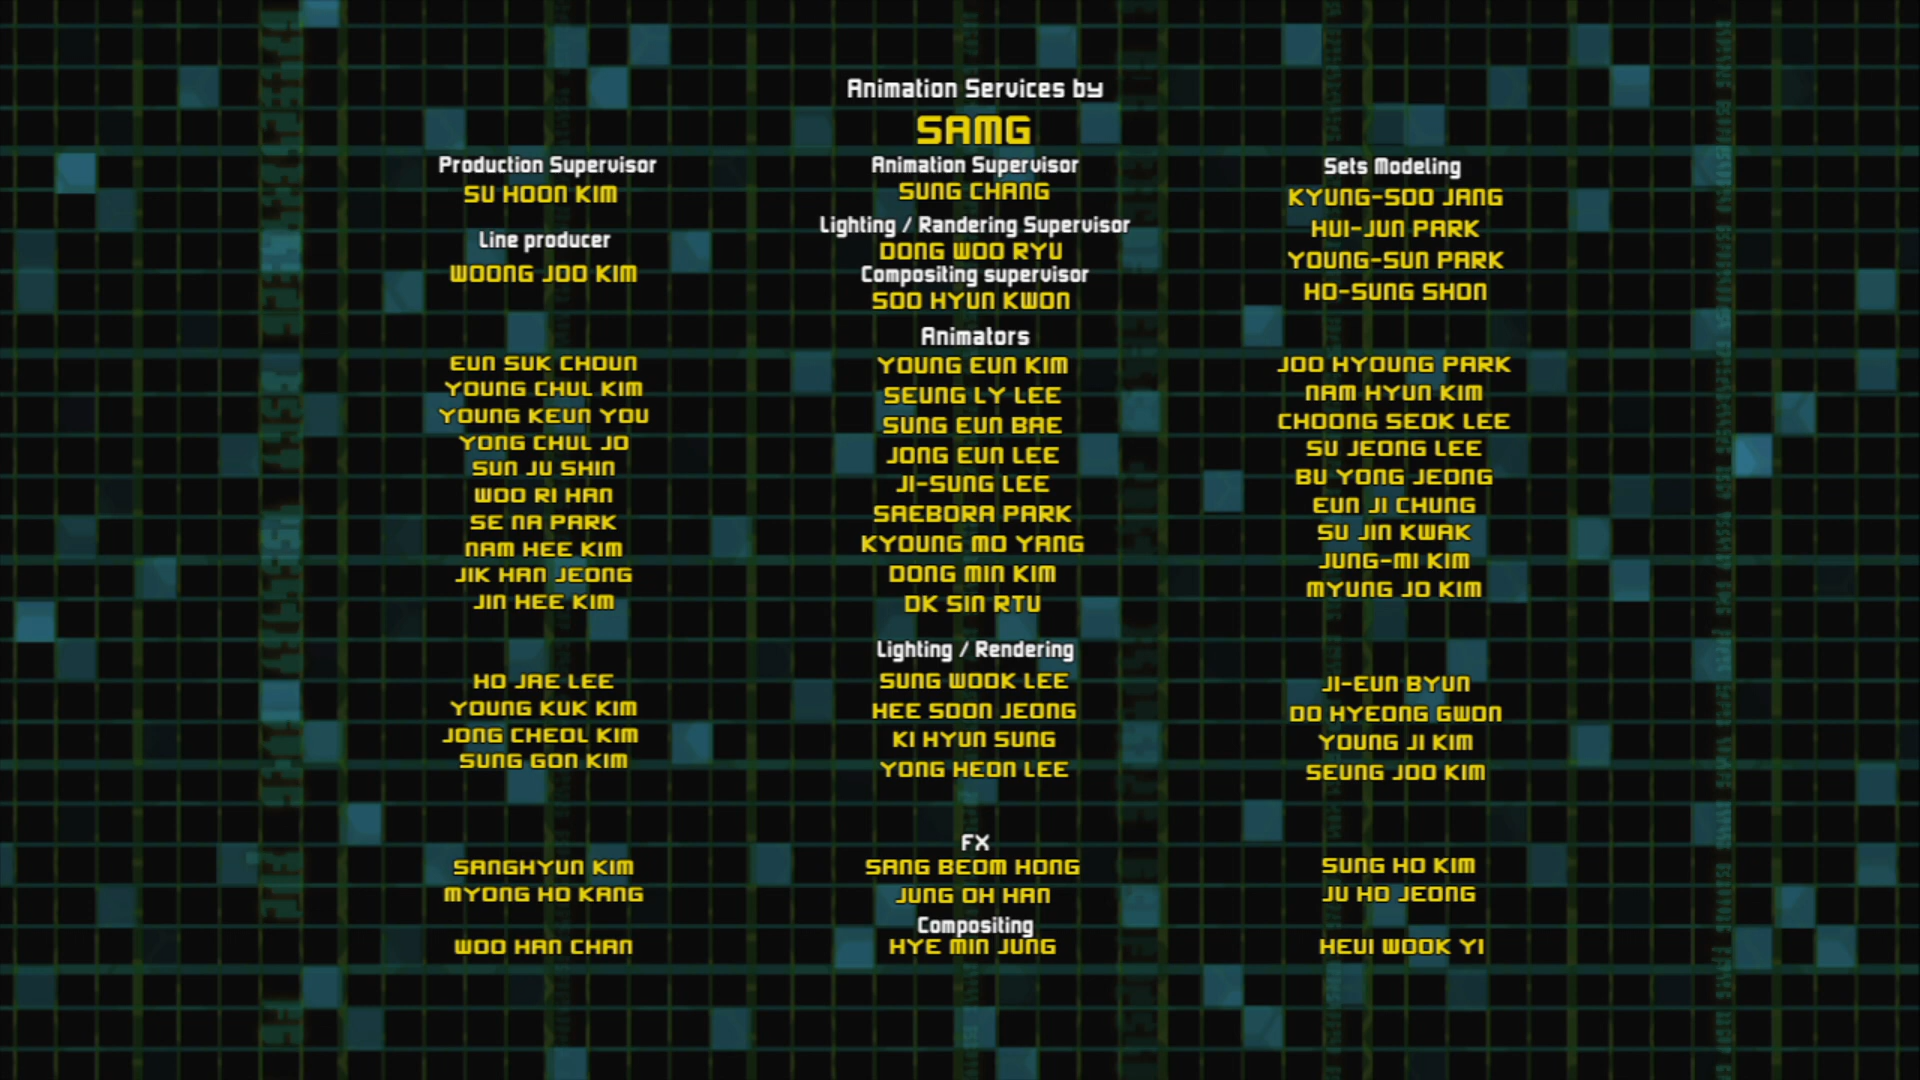 Animation Services by
SAMG
Production Supervisor
SU HOON KIM
Line producer
WOONG JOO KIM
Animation Supervisor
SUNG CHANG
Lighting / Randering Supervisor
DONG WOO RYU
Compositing supervisor
SOO HYUN KWON
Sets Modeling
KYUNG-SOO JANG
HUI-JUN PARK
YOUNG-SUN PARK
HO-SUNG SHON
Animators
EUN SUK CHOUN
YOUNG CHUL KIM
YOUNG KEUN YOU
YONG CHUL JO
SUN JU SHIN
WOO RI HAN
SE NA PARK
NAM HEE KIM
JIK HAN JEONG
JIN HEE KIM
YOUNG EUN KIM
SEUNG LY LEE
SUNG EUN BAE
JONG EUN LEE
JI-SUNG LEE
SAEBORA PARK
KYOUNG MO YANG
DONG MIN KIM
DK SIN RTU
JOO HYOUNG PARK
NAM HYUN KIM
CHOONG SEOK LEE
SU JEONG LEE
BU YONG JEONG
EUN JI CHUNG
SU JIN KWAK
JUNG-MI KIM
MYUNG JO KIM
Lighting / Rendering
HO JAE LEE
YOUNG KUK KIM
JONG CHEOL KIM
SUNG GON KIM
SUNG WOOK LEE
HEE SOON JEONG
KI HYUN SUNG
YONG HEON LEE
JI-EUN BYUN
DO HYEONG GWON
YOUNG JI KIM
SEUNG JOO KIM
FX
SANGHYUN KIM
MYONG HO KANG
SANG BEOM HONG
JUNG OH HAN
SUNG HO KIM
JU HO JEONG
Compositing
WOO HAN CHAN
HYE MIN JUNG
HEUI WOOK YI